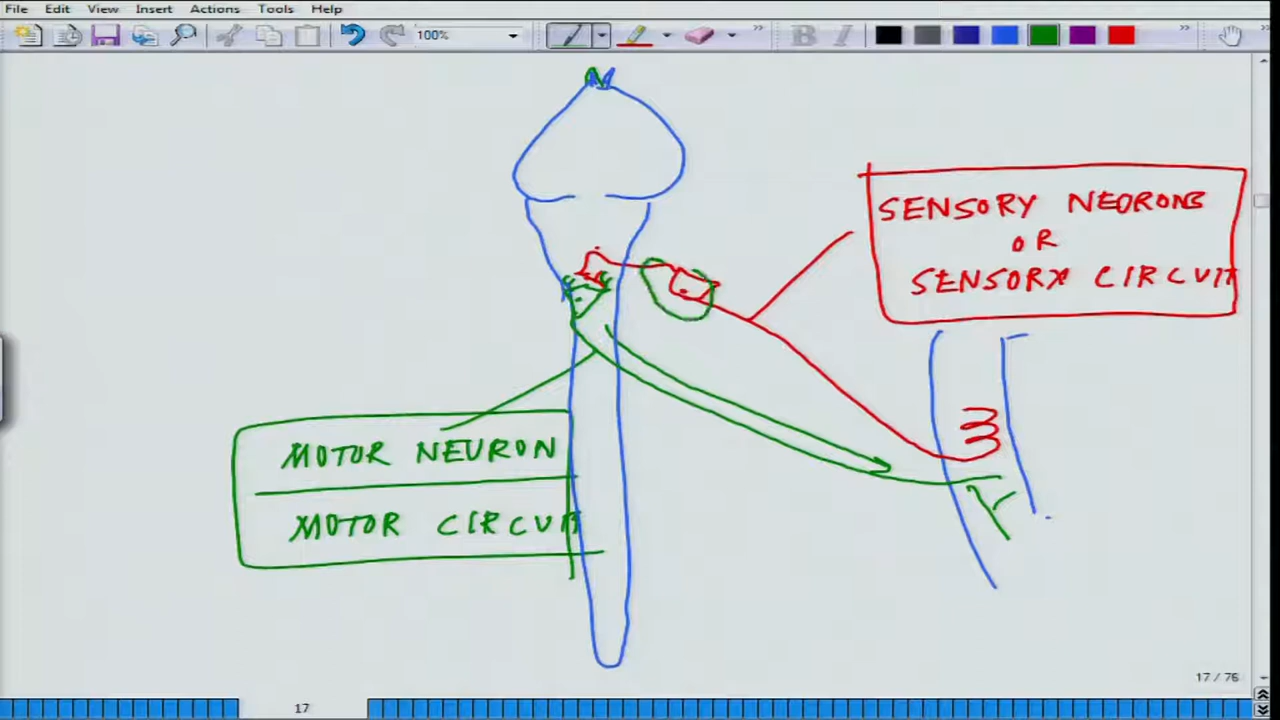 File Edit View Insert Actions Tools Help
100%
B I
SENSORY NEORONS
OR
SENSORY CIRCUIT
MOTOR NEURON
MOTOR CIRCUIT
17 / 76
17